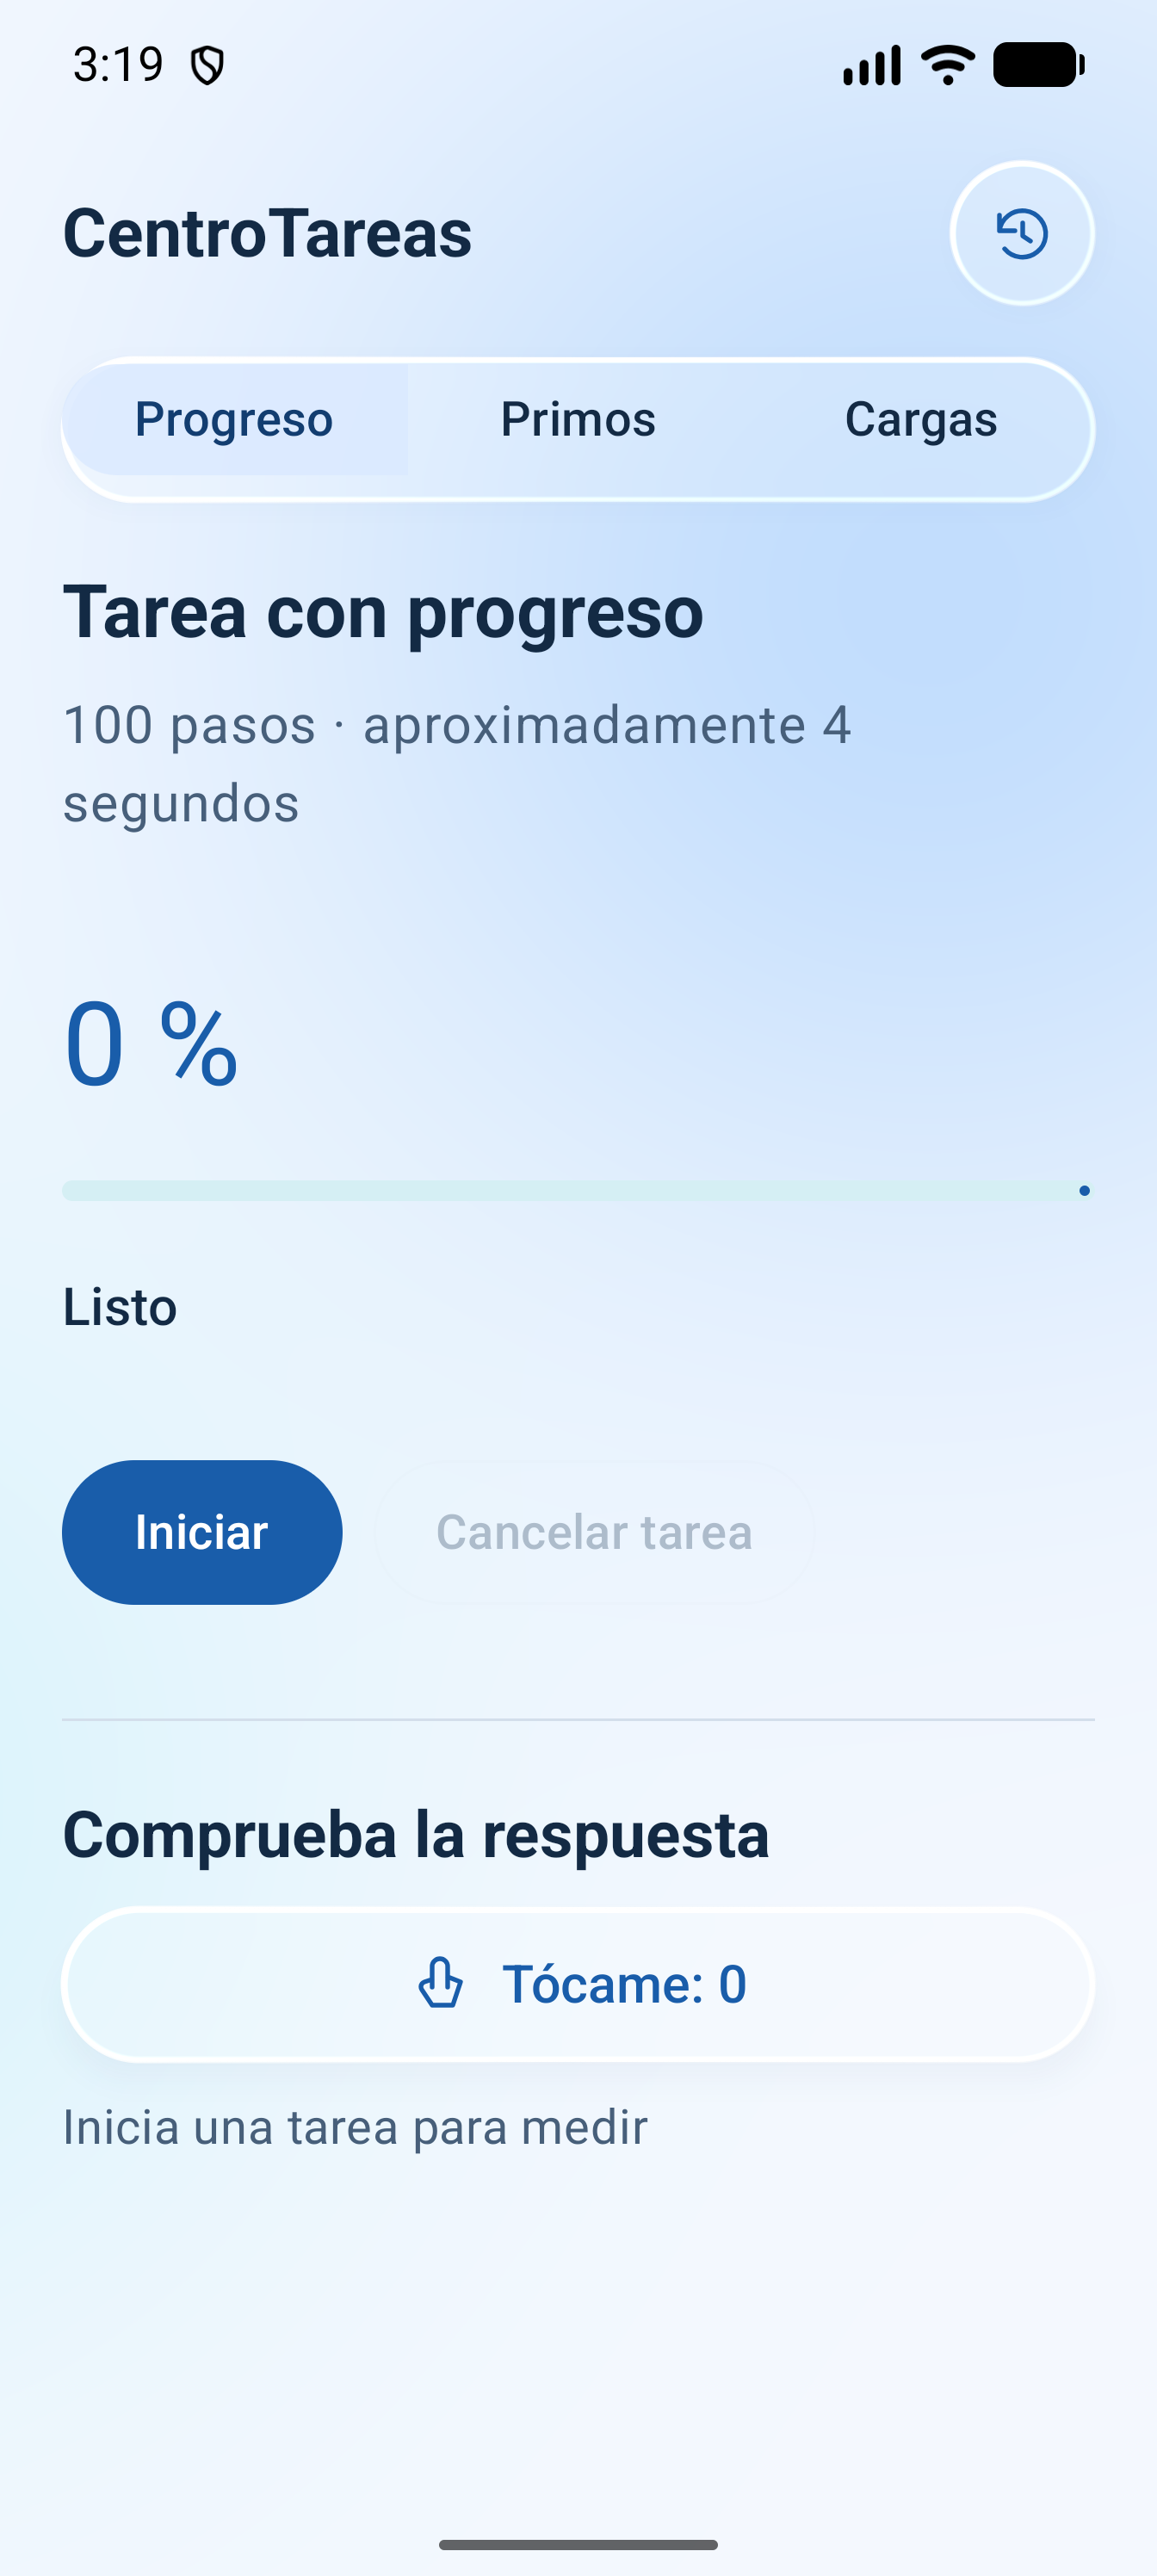 3:19
CentroTareas
Progreso Primos Cargas
Tarea con progreso
100 pasos · aproximadamente 4
segundos
0 %
Listo
Iniciar Cancelar tarea
Comprueba la respuesta
Tócame: 0
Inicia una tarea para medir